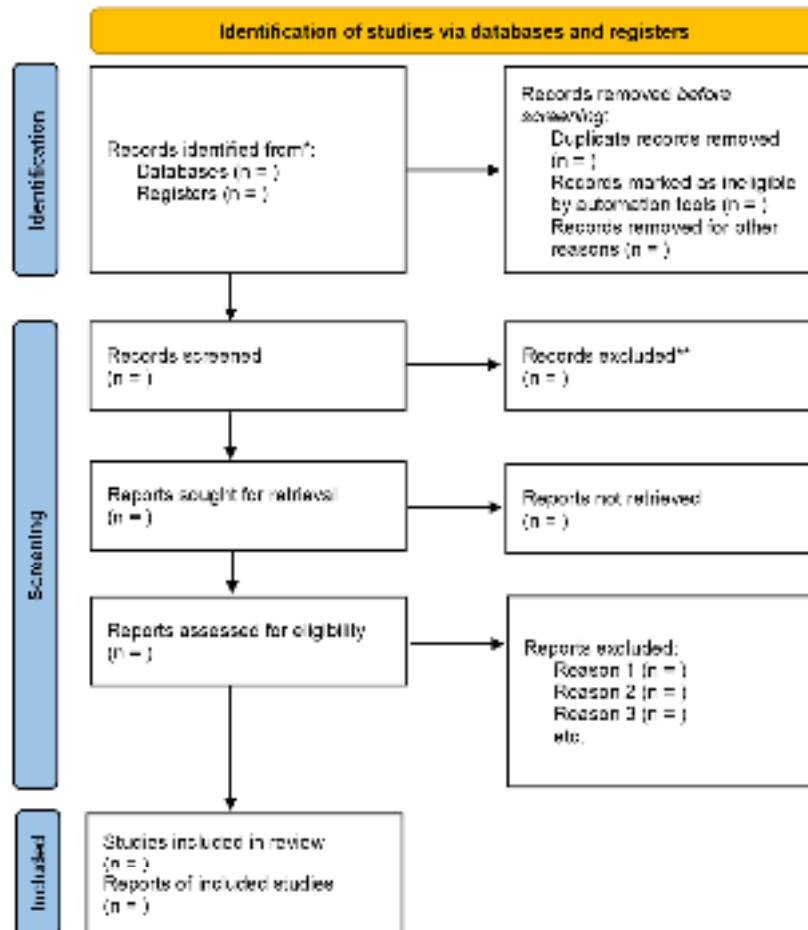 Identification of studies via databases and registers
Identification
Records identified from*:
Databases (n = )
Registers (n = )
Records removed before
screening:
Duplicate records removed
(n = )
Records marked as ineligible
by automation tools (n = )
Records removed for other
reasons (n = )
Screening
Records screened
(n = )
Records excluded**
(n = )
Reports sought for retrieval
(n = )
Reports not retrieved
(n = )
Reports assessed for eligibility
(n = )
Reports excluded:
Reason 1 (n = )
Reason 2 (n = )
Reason 3 (n = )
etc.
Included
Studies included in review
(n = )
Reports of included studies
(n = )